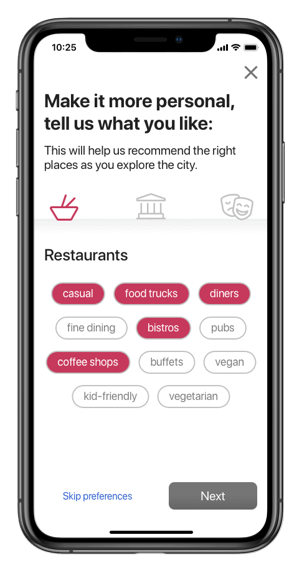 10:25
Make it more personal,
tell us what you like:
This will help us recommend the right
places as you explore the city.
Restaurants
casual food trucks diners
fine dining bistros pubs
coffee shops buffets vegan
kid-friendly vegetarian
Skip preferences Next